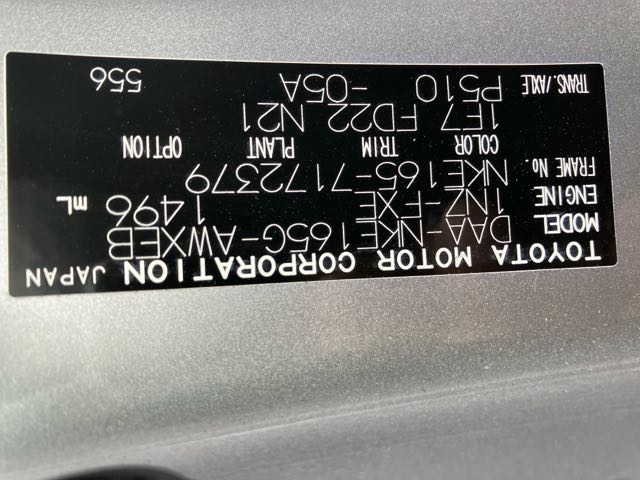 TOYOTA MOTOR CORPORATION JAPAN
MODEL DAA-NKE165G-AWXEB
ENGINE 1NZ-FXE 1496 mL
FRAME No. NKE165-7172379
COLOR TRIM PLANT OPTION
1E7 FD22 N21
TRANS./AXLE P510 -05A 556